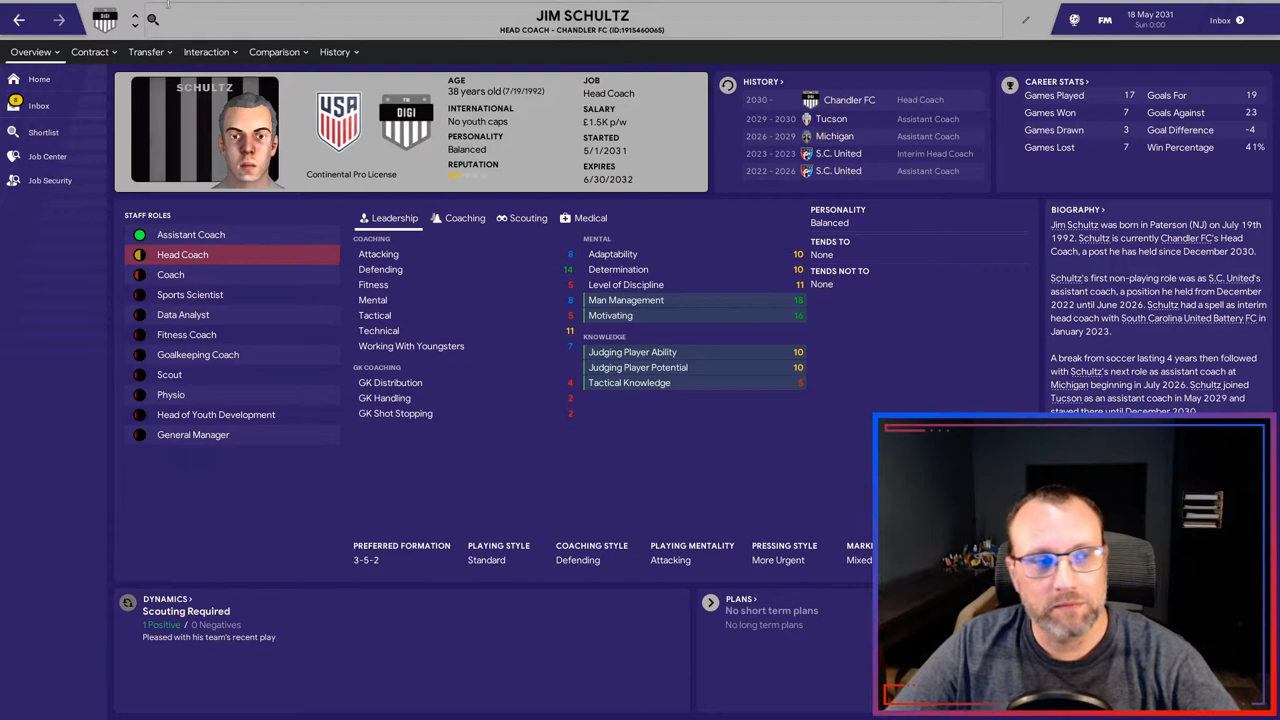 JIM SCHULTZ
HEAD COACH - CHANDLER FC (ID:1915460065)
DIGI
FM
18 May 2031
Sun 0:00
Inbox
Overview
Contract
Transfer
Interaction
Comparison
History
Home
8
Inbox
Shortlist
Job Center
Job Security
SCHULTZ
USA
DIGI
Continental Pro License
AGE
38 years old (7/19/1992)
INTERNATIONAL
No youth caps
PERSONALITY
Balanced
REPUTATION
JOB
Head Coach
SALARY
£1.5K p/w
STARTED
5/1/2031
EXPIRES
6/30/2032
HISTORY >
2030 - Chandler FC Head Coach
2029 - 2030 Tucson Assistant Coach
2026 - 2029 Michigan Assistant Coach
2023 - 2023 S.C. United Interim Head Coach
2022 - 2026 S.C. United Assistant Coach
CAREER STATS >
Games Played 17 Goals For 19
Games Won 7 Goals Against 23
Games Drawn 3 Goal Difference -4
Games Lost 7 Win Percentage 41%
STAFF ROLES
Assistant Coach
Head Coach
Coach
Sports Scientist
Data Analyst
Fitness Coach
Goalkeeping Coach
Scout
Physio
Head of Youth Development
General Manager
Leadership
Coaching
Scouting
Medical
COACHING
Attacking 8
Defending 14
Fitness 5
Mental 8
Tactical 5
Technical 11
Working With Youngsters 7
GK COACHING
GK Distribution 4
GK Handling 2
GK Shot Stopping 2
MENTAL
Adaptability 10
Determination 10
Level of Discipline 11
Man Management 18
Motivating 16
KNOWLEDGE
Judging Player Ability 10
Judging Player Potential 10
Tactical Knowledge 5
PERSONALITY
Balanced
TENDS TO
None
TENDS NOT TO
None
BIOGRAPHY >
Jim Schultz was born in Paterson (NJ) on July 19th
1992. Schultz is currently Chandler FC's Head
Coach, a post he has held since December 2030.
Schultz's first non-playing role was as S.C. United's
assistant coach, a position he held from December
2022 until June 2026. Schultz had a spell as interim
head coach with South Carolina United Battery FC in
January 2023.
A break from soccer lasting 4 years then followed
with Schultz's next role as assistant coach at
Michigan beginning in July 2026. Schultz joined
Tucson as an assistant coach in May 2029 and
stayed there until December 2030.
PREFERRED FORMATION
3-5-2
PLAYING STYLE
Standard
COACHING STYLE
Defending
PLAYING MENTALITY
Attacking
PRESSING STYLE
More Urgent
Mixed
DYNAMICS >
Scouting Required
1 Positive / 0 Negatives
Pleased with his team's recent play
PLANS >
No short term plans
No long term plans